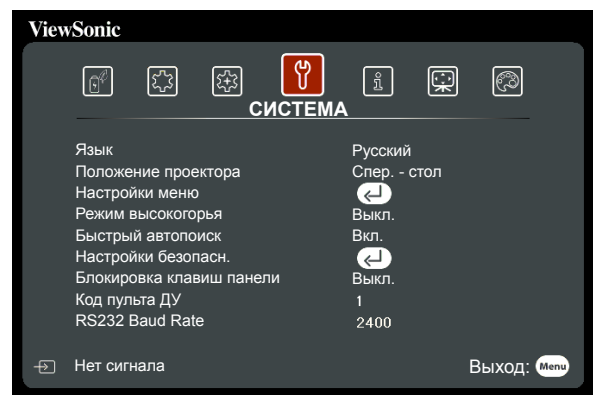 ViewSonic
СИСТЕМА
Язык Русский
Положение проектора Спер. - стол
Настройки меню
Режим высокогорья Выкл.
Быстрый автопоиск Вкл.
Настройки безопасн.
Блокировка клавиш панели Выкл.
Код пульта ДУ 1
RS232 Baud Rate 2400
Нет сигнала Выход: Menu